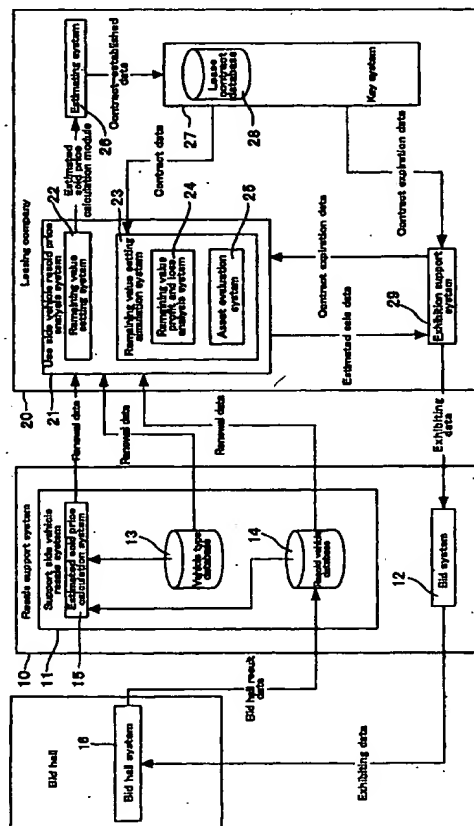 Leasing company
20
Use side vehicle resold price
analysis system
21
Remaining value
setting system
22
Estimated sold price
calculation module
Estimating system
26
Contract established
data
Remaining value setting
simulation system
23
Remaining value
profit and loss
analysis system
24
Asset evaluation
system
25
Contract data
27
Lease
contract
database
28
Key system
Contract expiration data
Contract expiration data
Estimated sale data
29
Exhibition support
system
Exhibiting
data
Renewal data
Renewal data
Renewal data
Resale support system
10
Support side vehicle
resale system
11
Estimated sold price
calculation system
15
13
Vehicle type
database
14
vehicle
database
Bid system
12
Bid hall result
data
Exhibiting data
Bid hall
Bid hall system
16